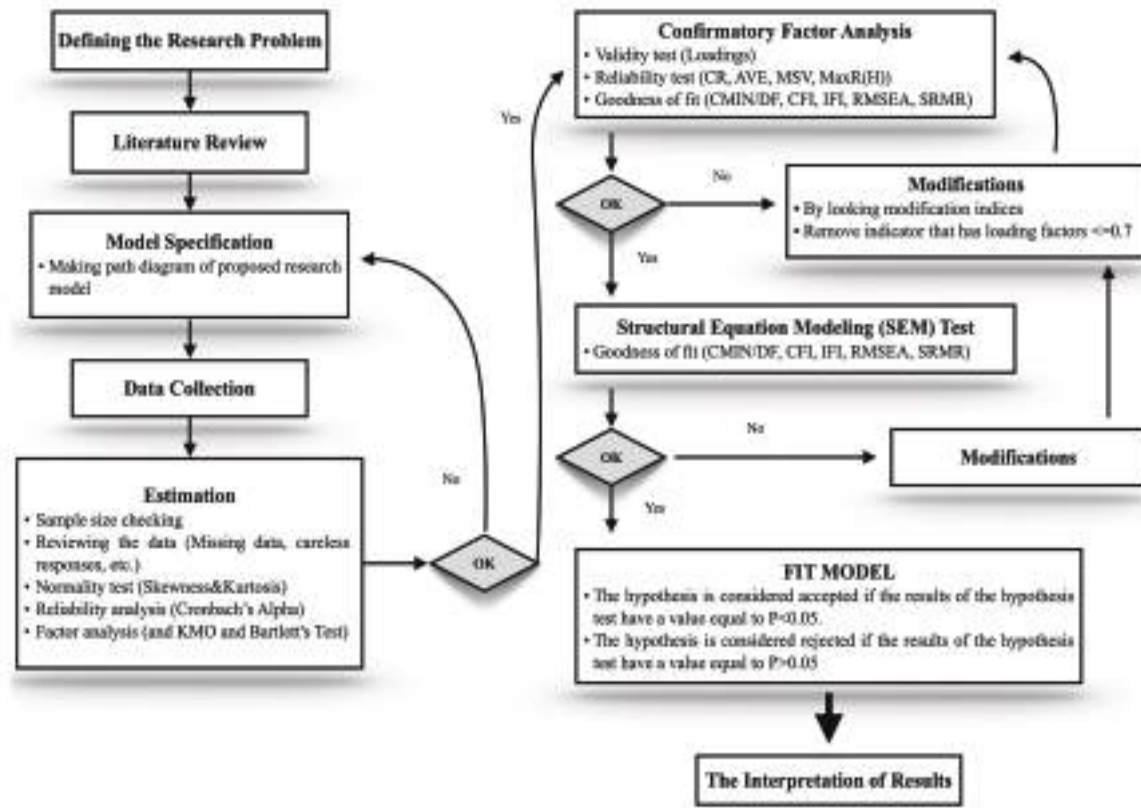 Defining the Research Problem
Literature Review
Model Specification
• Making path diagram of proposed research
model
Data Collection
Estimation
• Sample size checking
• Reviewing the data (Missing data, careless
responses, etc.)
• Normality test (Skewness&Kurtosis)
• Reliability analysis (Cronbach's Alpha)
• Factor analysis (and KMO and Bartlett's Test)
No
OK
Yes
Confirmatory Factor Analysis
• Validity test (Loadings)
• Reliability test (CR, AVE, MSV, MaxR(H))
• Goodness of fit (CMIN/DF, CFI, IFI, RMSEA, SRMR)
OK
No
Yes
Modifications
• By looking modification indices
• Remove indicator that has loading factors <=0.7
Structural Equation Modeling (SEM) Test
• Goodness of fit (CMIN/DF, CFI, IFI, RMSEA, SRMR)
OK
No
Yes
Modifications
FIT MODEL
• The hypothesis is considered accepted if the results of the hypothesis
test have a value equal to P<0.05.
• The hypothesis is considered rejected if the results of the hypothesis
test have a value equal to P>0.05
The Interpretation of Results